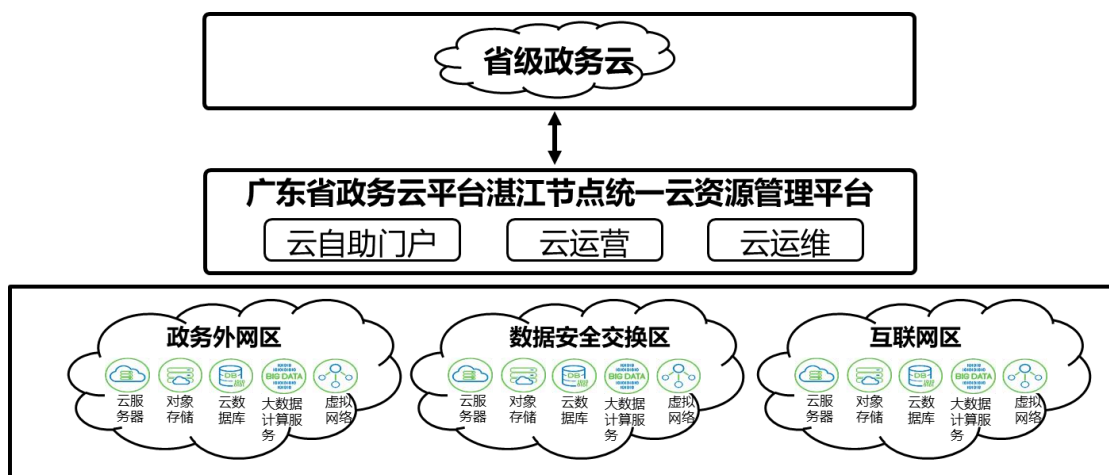 省级政务云
广东省政务云平台湛江节点统一云资源管理平台
云自助门户 云运营 云运维
政务外网区 数据安全交换区 互联网区
DB BIG DATA DB BIG DATA DB BIG DATA
云服 对象 云数 大数据 虚拟 云服 对象 云数 大数据 虚拟 云服 对象 云数 大数据 虚拟
务器 存储 据库 计算服 网络 务器 存储 据库 计算服 网络 务器 存储 据库 计算服 网络
务 务 务